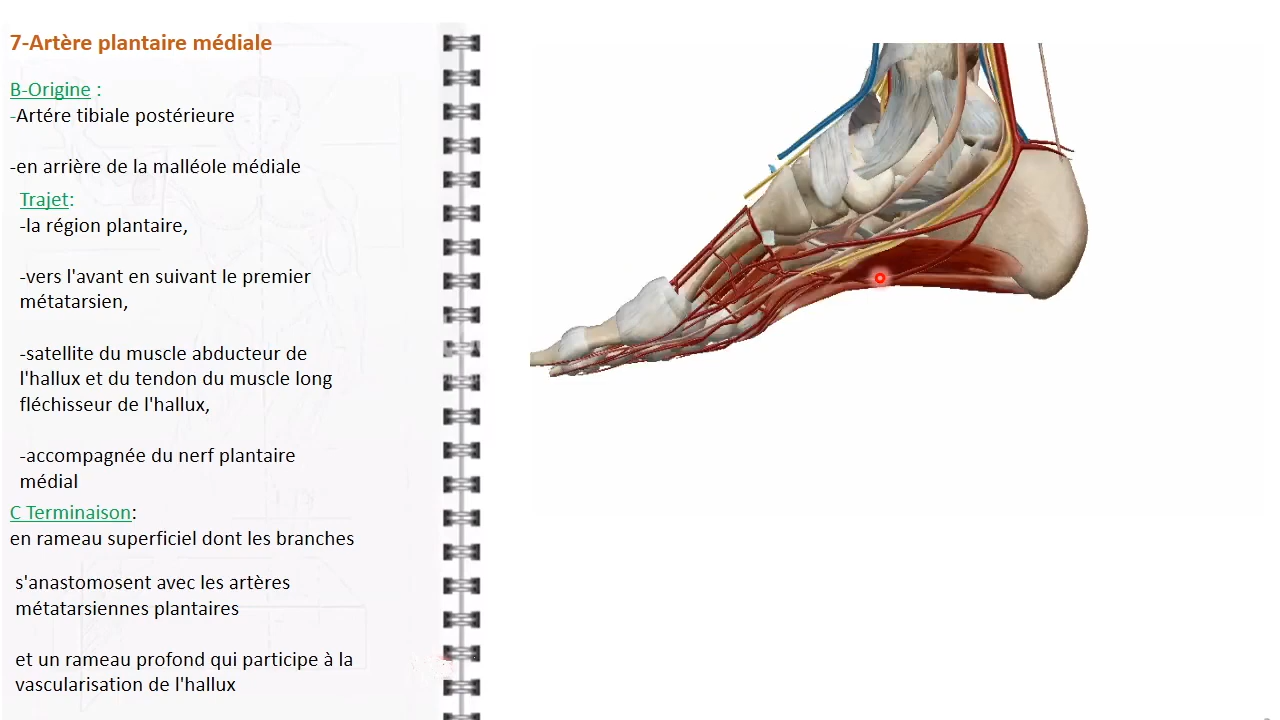 7-Artère plantaire médiale
B-Origine :
-Artére tibiale postérieure
-en arrière de la malléole médiale
Trajet:
-la région plantaire,
-vers l'avant en suivant le premier
métatarsien,
-satellite du muscle abducteur de
l'hallux et du tendon du muscle long
fléchisseur de l'hallux,
-accompagnée du nerf plantaire
médial
C Terminaison:
en rameau superficiel dont les branches
s'anastomosent avec les artères
métatarsiennes plantaires
et un rameau profond qui participe à la
vascularisation de l'hallux